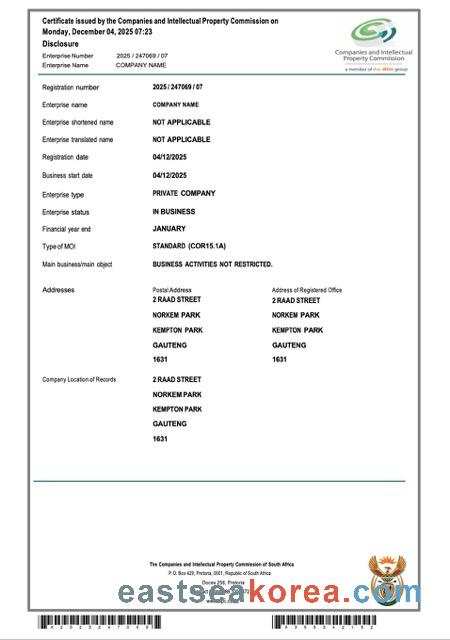 Certificate issued by the Companies and Intellectual Property Commission on
Monday, December 04, 2025 07:23
Disclosure
Enterprise Number 2025 / 247069 / 07
Enterprise Name COMPANY NAME
Companies and Intellectual
Property Commission
a member of the dtic group
Registration number 2025 / 247069 / 07
Enterprise name COMPANY NAME
Enterprise shortened name NOT APPLICABLE
Enterprise translated name NOT APPLICABLE
Registration date 04/12/2025
Business start date 04/12/2025
Enterprise type PRIVATE COMPANY
Enterprise status IN BUSINESS
Financial year end JANUARY
Type of MOI STANDARD (COR15.1A)
Main business/main object BUSINESS ACTIVITIES NOT RESTRICTED.
Addresses Postal Address Address of Registered Office
2 RAAD STREET 2 RAAD STREET
NORKEM PARK NORKEM PARK
KEMPTON PARK KEMPTON PARK
GAUTENG GAUTENG
1631 1631
Company Location of Records 2 RAAD STREET
NORKEM PARK
KEMPTON PARK
GAUTENG
1631
The Companies and Intellectual Property Commission of South Africa
P.O. Box 429, Pretoria, 0001, Republic of South Africa
Docex 256, Pretoria
eastseakorea.com